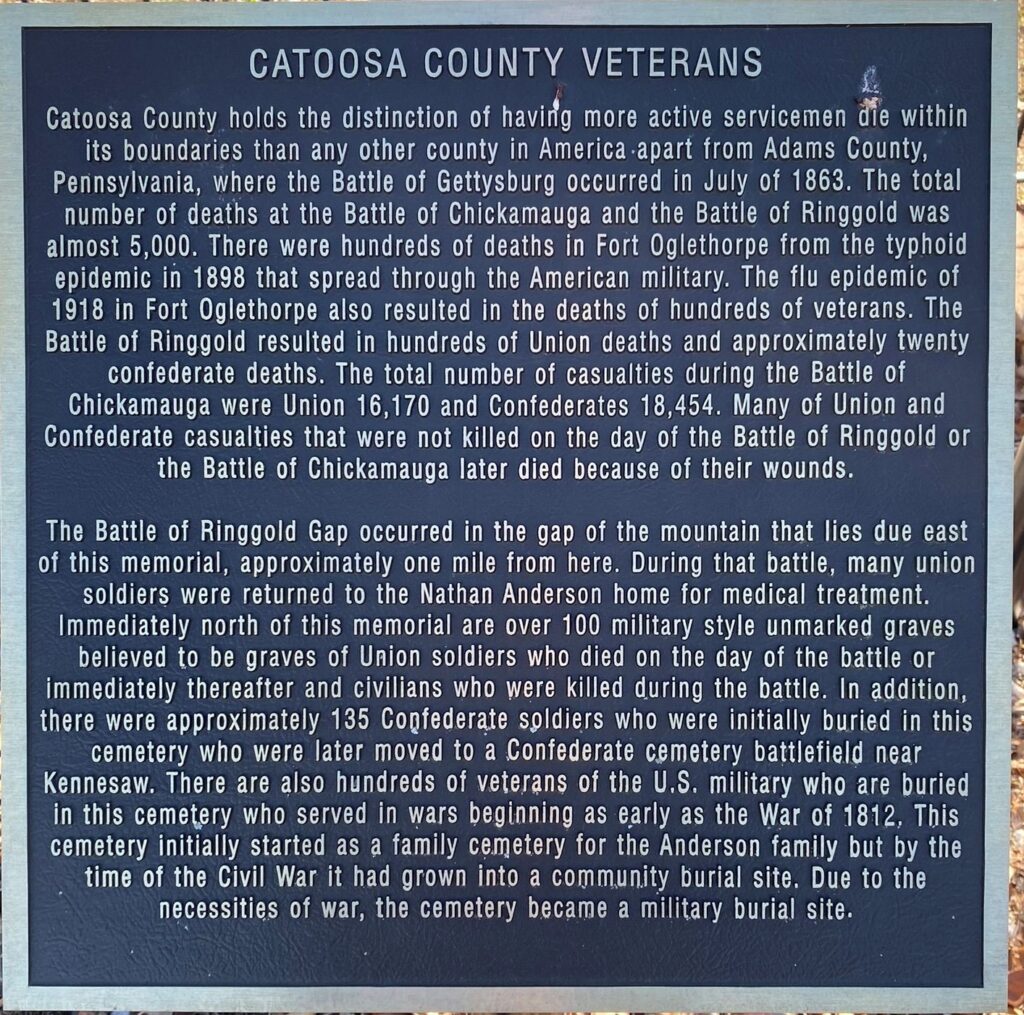 CATOOSA COUNTY VETERANS
Catoosa County holds the distinction of having more active servicemen die within
its boundaries than any other county in America apart from Adams County,
Pennsylvania, where the Battle of Gettysburg occurred in July of 1863. The total
number of deaths at the Battle of Chickamauga and the Battle of Ringgold was
almost 5,000. There were hundreds of deaths in Fort Oglethorpe from the typhoid
epidemic in 1898 that spread through the American military. The flu epidemic of
1918 in Fort Oglethorpe also resulted in the deaths of hundreds of veterans. The
Battle of Ringgold resulted in hundreds of Union deaths and approximately twenty
confederate deaths. The total number of casualties during the Battle of
Chickamauga were Union 16,170 and Confederates 18,454. Many of Union and
Confederate casualties that were not killed on the day of the Battle of Ringgold or
the Battle of Chickamauga later died because of their wounds.
The Battle of Ringgold Gap occurred in the gap of the mountain that lies due east
of this memorial, approximately one mile from here. During that battle, many union
soldiers were returned to the Nathan Anderson home for medical treatment.
Immediately north of this memorial are over 100 military style unmarked graves
believed to be graves of Union soldiers who died on the day of the battle or
immediately thereafter and civilians who were killed during the battle. In addition,
there were approximately 135 Confederate soldiers who were initially buried in this
cemetery who were later moved to a Confederate cemetery battlefield near
Kennesaw. There are also hundreds of veterans of the U.S. military who are buried
in this cemetery who served in wars beginning as early as the War of 1812. This
cemetery initially started as a family cemetery for the Anderson family but by the
time of the Civil War it had grown into a community burial site. Due to the
necessities of war, the cemetery became a military burial site.